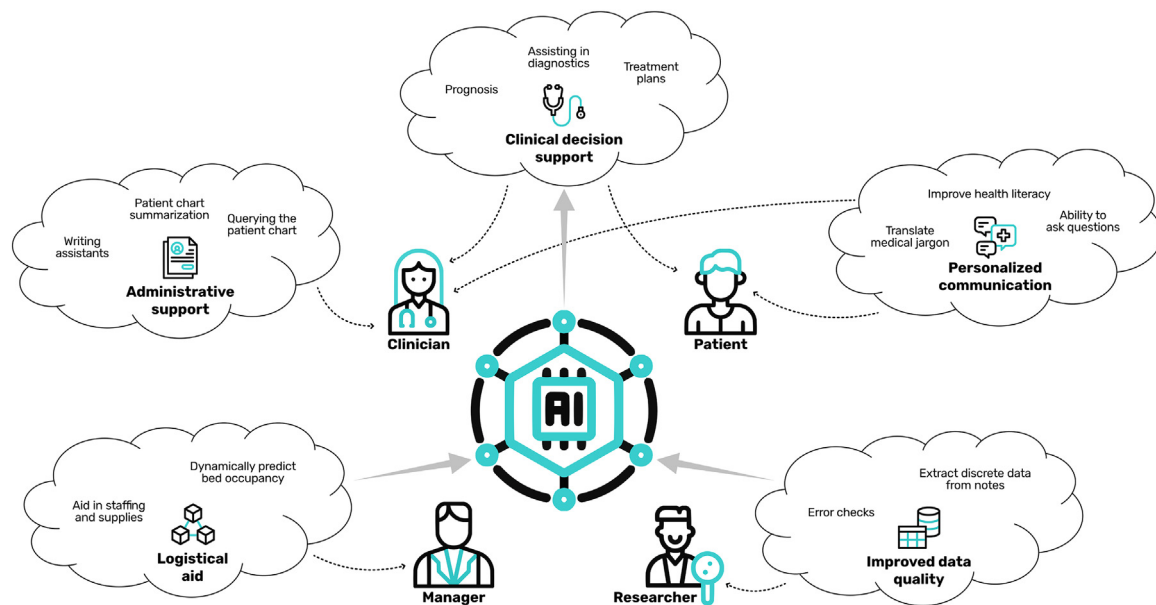 Assisting in
diagnostics
Treatment
plans
Prognosis
Clinical decision
support
Patient chart
summarization
Querying the
patient chart
Writing
assistants
Administrative
support
Improve health literacy
Ability to
ask questions
Translate
medical jargon
Personalized
communication
Clinician
Patient
AI
Dynamically predict
bed occupancy
Aid in staffing
and supplies
Logistical
aid
Extract discrete data
from notes
Error checks
Improved data
quality
Manager
Researcher